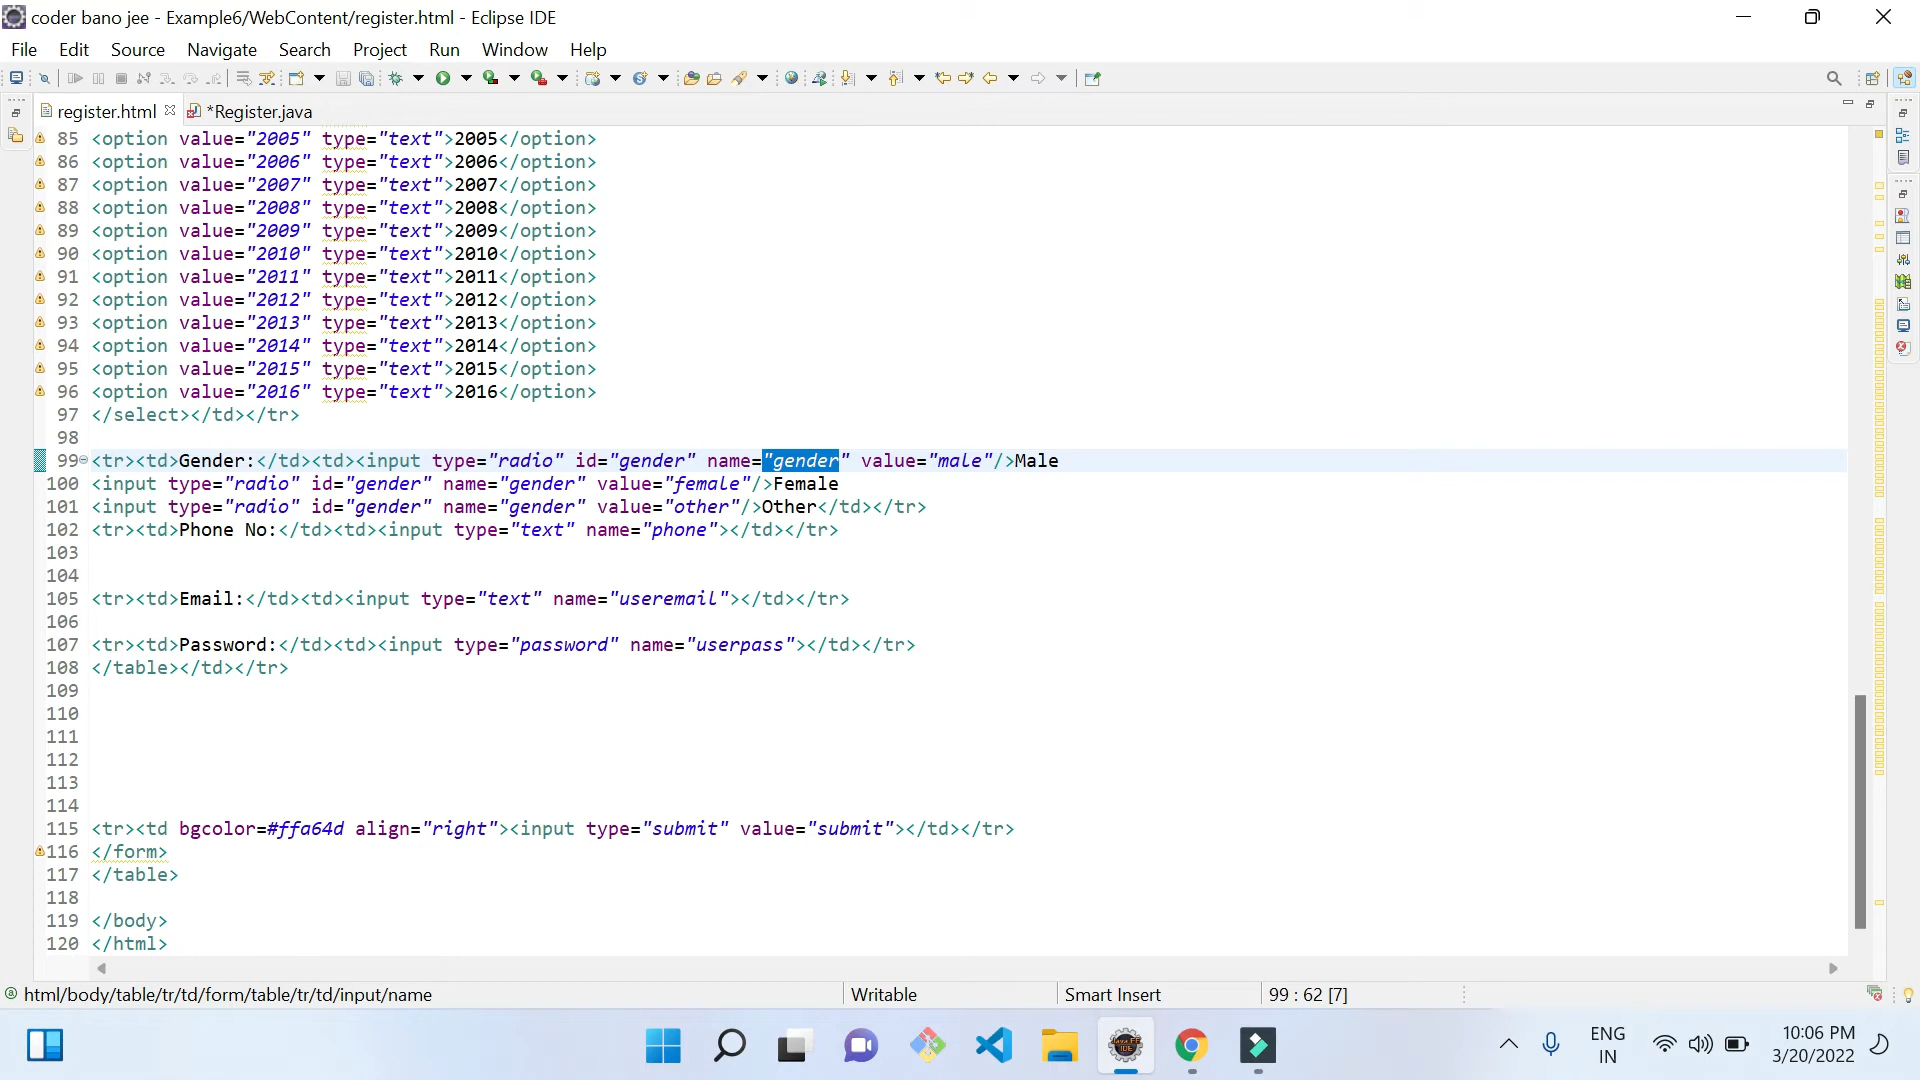 coder bano jee - Example6/WebContent/register.html - Eclipse IDE
File Edit Source Navigate Search Project Run Window Help
register.html *Register.java
85 <option value="2005" type="text">2005</option>
86 <option value="2006" type="text">2006</option>
87 <option value="2007" type="text">2007</option>
88 <option value="2008" type="text">2008</option>
89 <option value="2009" type="text">2009</option>
90 <option value="2010" type="text">2010</option>
91 <option value="2011" type="text">2011</option>
92 <option value="2012" type="text">2012</option>
93 <option value="2013" type="text">2013</option>
94 <option value="2014" type="text">2014</option>
95 <option value="2015" type="text">2015</option>
96 <option value="2016" type="text">2016</option>
97 </select></td></tr>
98
99 <tr><td>Gender:</td><td><input type="radio" id="gender" name="gender" value="male"/>Male
100 <input type="radio" id="gender" name="gender" value="female"/>Female
101 <input type="radio" id="gender" name="gender" value="other"/>Other</td></tr>
102 <tr><td>Phone No:</td><td><input type="text" name="phone"></td></tr>
103
104
105 <tr><td>Email:</td><td><input type="text" name="useremail"></td></tr>
106
107 <tr><td>Password:</td><td><input type="password" name="userpass"></td></tr>
108 </table></td></tr>
109
110
111
112
113
114
115 <tr><td bgcolor=#ffa64d align="right"><input type="submit" value="submit"></td></tr>
116 </form>
117 </table>
118
119 </body>
120 </html>
html/body/table/tr/td/form/table/tr/td/input/name Writable Smart Insert 99 : 62 [7]
ENG 10:06 PM
IN 3/20/2022